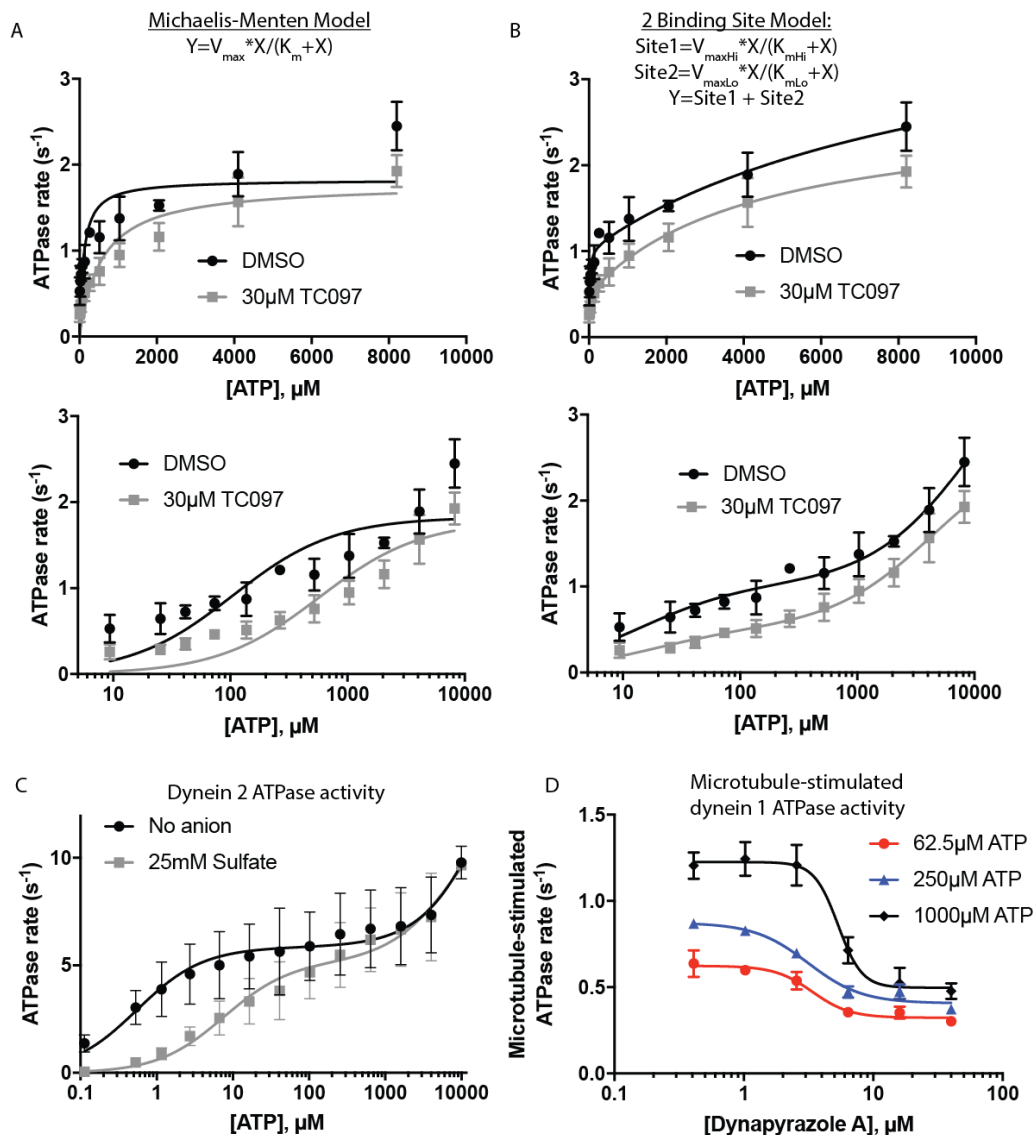 A
Michaelis-Menten Model
Y=Vmax*X/(Km+X)
3
2
1
0
ATPase rate (s-1)
DMSO
30µM TC097
0 2000 4000 6000 8000 10000
[ATP], µM
3
2
1
0
ATPase rate (s-1)
DMSO
30µM TC097
10 100 1000 10000
[ATP], µM
B
2 Binding Site Model:
Site1=VmaxHi*X/(KmHi+X)
Site2=VmaxLo*X/(KmLo+X)
Y=Site1 + Site2
3
2
1
0
ATPase rate (s-1)
DMSO
30µM TC097
0 2000 4000 6000 8000 10000
[ATP], µM
3
2
1
0
ATPase rate (s-1)
DMSO
30µM TC097
10 100 1000 10000
[ATP], µM
C
Dynein 2 ATPase activity
No anion
25mM Sulfate
10
5
0
ATPase rate (s-1)
0.1 1 10 100 1000 10000
[ATP], µM
D
Microtubule-stimulated
dynein 1 ATPase activity
62.5µM ATP
250µM ATP
1000µM ATP
1.5
1.0
0.5
0.0
Microtubule-stimulated
ATPase rate (s-1)
0.1 1 10 100
[Dynapyrazole A], µM